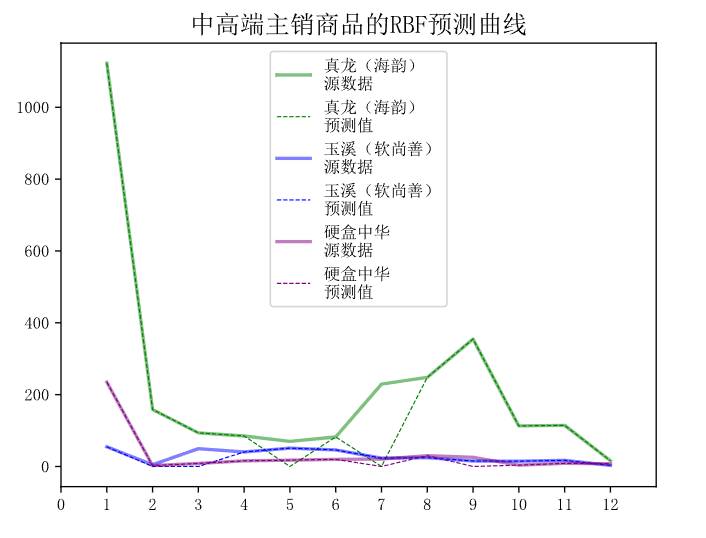 中高端主销商品的RBF预测曲线
真龙（海韵）
源数据
真龙（海韵）
预测值
玉溪（软尚善）
源数据
玉溪（软尚善）
预测值
硬盒中华
源数据
硬盒中华
预测值
1000
800
600
400
200
0
0 1 2 3 4 5 6 7 8 9 10 11 12